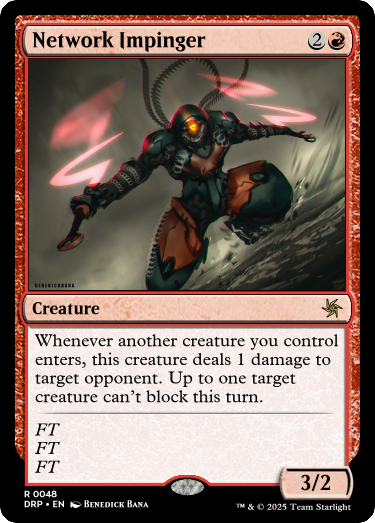 Network Impinger
2
BENEDICKBANA
Creature
Whenever another creature you control
enters, this creature deals 1 damage to
target opponent. Up to one target
creature can't block this turn.
FT
FT
FT
3/2
R 0048
DRP • EN Benedick Bana
™ & © 2025 Team Starlight